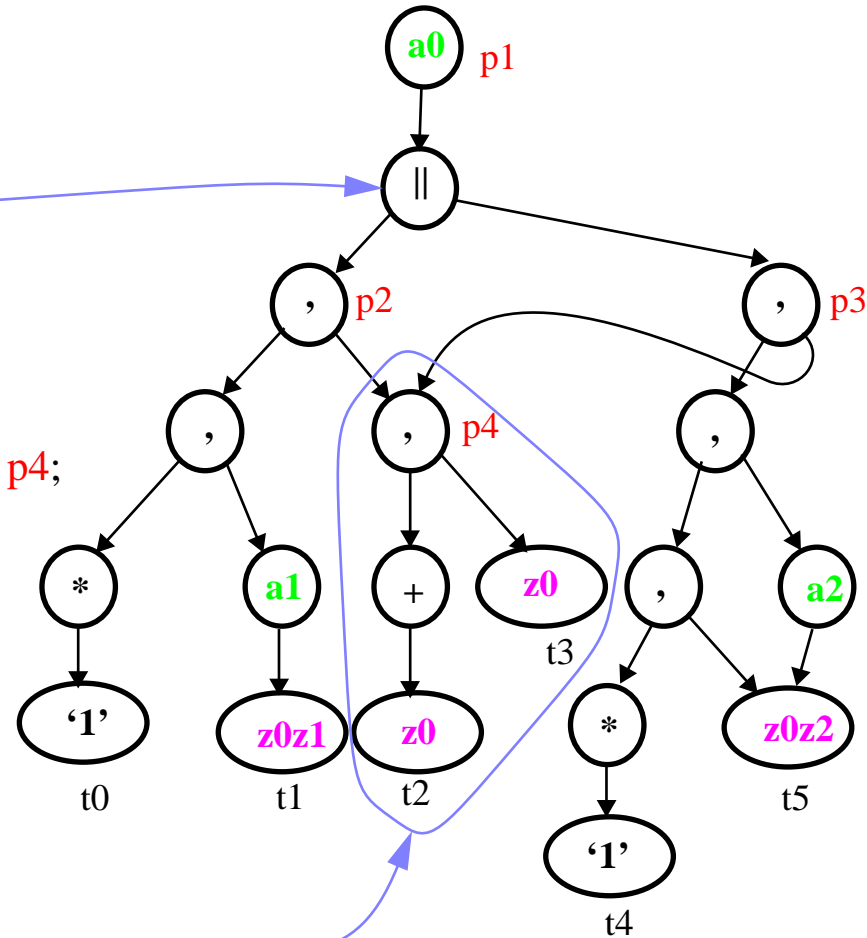 a0 p1
||
, p2 , p3
, , p4 ,
p4;
* a1 + z0 , a2
t3
‘1’ z0z1 z0 * z0z2
t0 t1 t2 t5
‘1’
t4